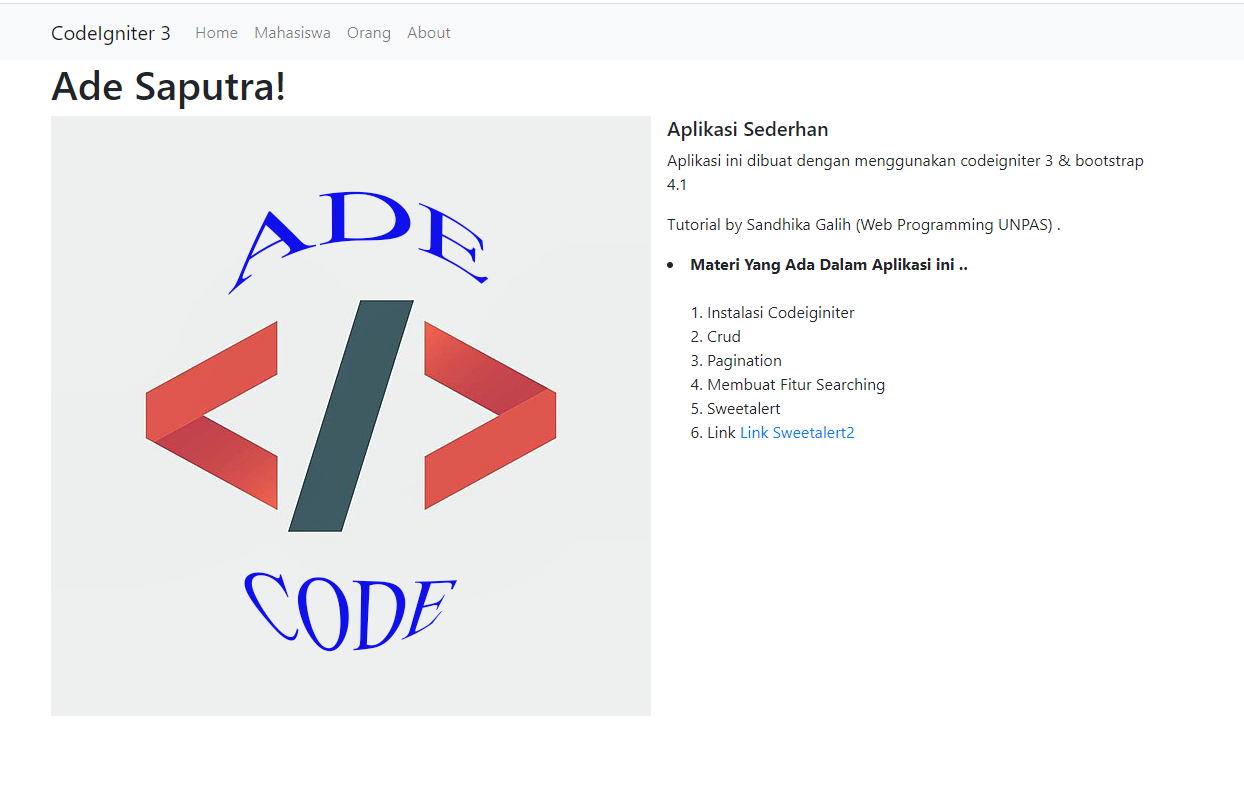 CodeIgniter 3 Home Mahasiswa Orang About
Ade Saputra!
ADE
CODE
Aplikasi Sederhan
Aplikasi ini dibuat dengan menggunakan codeigniter 3 & bootstrap
4.1
Tutorial by Sandhika Galih (Web Programming UNPAS) .
• Materi Yang Ada Dalam Aplikasi ini ..
1. Instalasi Codeiginiter
2. Crud
3. Pagination
4. Membuat Fitur Searching
5. Sweetalert
6. Link Link Sweetalert2